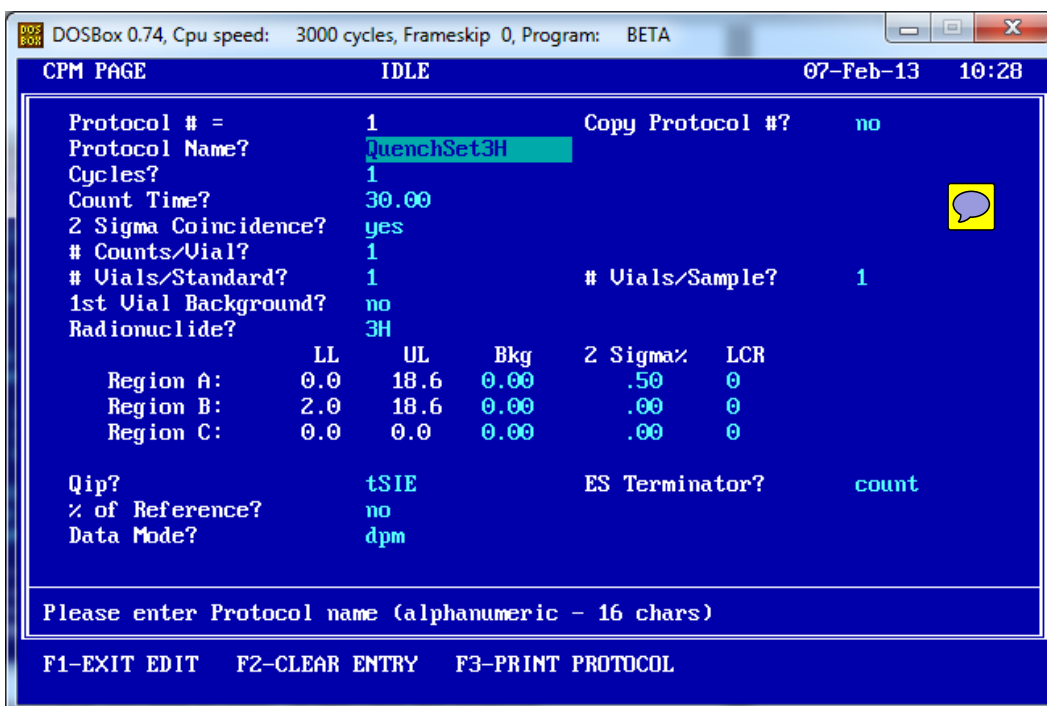 DOS BOX DOSBox 0.74, Cpu speed: 3000 cycles, Frameskip 0, Program: BETA
CPM PAGE IDLE 07-Feb-13 10:28
Protocol # = 1 Copy Protocol #? no
Protocol Name? QuenchSet3H
Cycles? 1
Count Time? 30.00
2 Sigma Coincidence? yes
# Counts/Vial? 1
# Vials/Standard? 1 # Vials/Sample? 1
1st Vial Background? no
Radionuclide? 3H
LL UL Bkg 2 Sigma% LCR
Region A: 0.0 18.6 0.00 .50 0
Region B: 2.0 18.6 0.00 .00 0
Region C: 0.0 0.0 0.00 .00 0
Qip? tSIE ES Terminator? count
% of Reference? no
Data Mode? dpm
Please enter Protocol name (alphanumeric - 16 chars)
F1-EXIT EDIT F2-CLEAR ENTRY F3-PRINT PROTOCOL